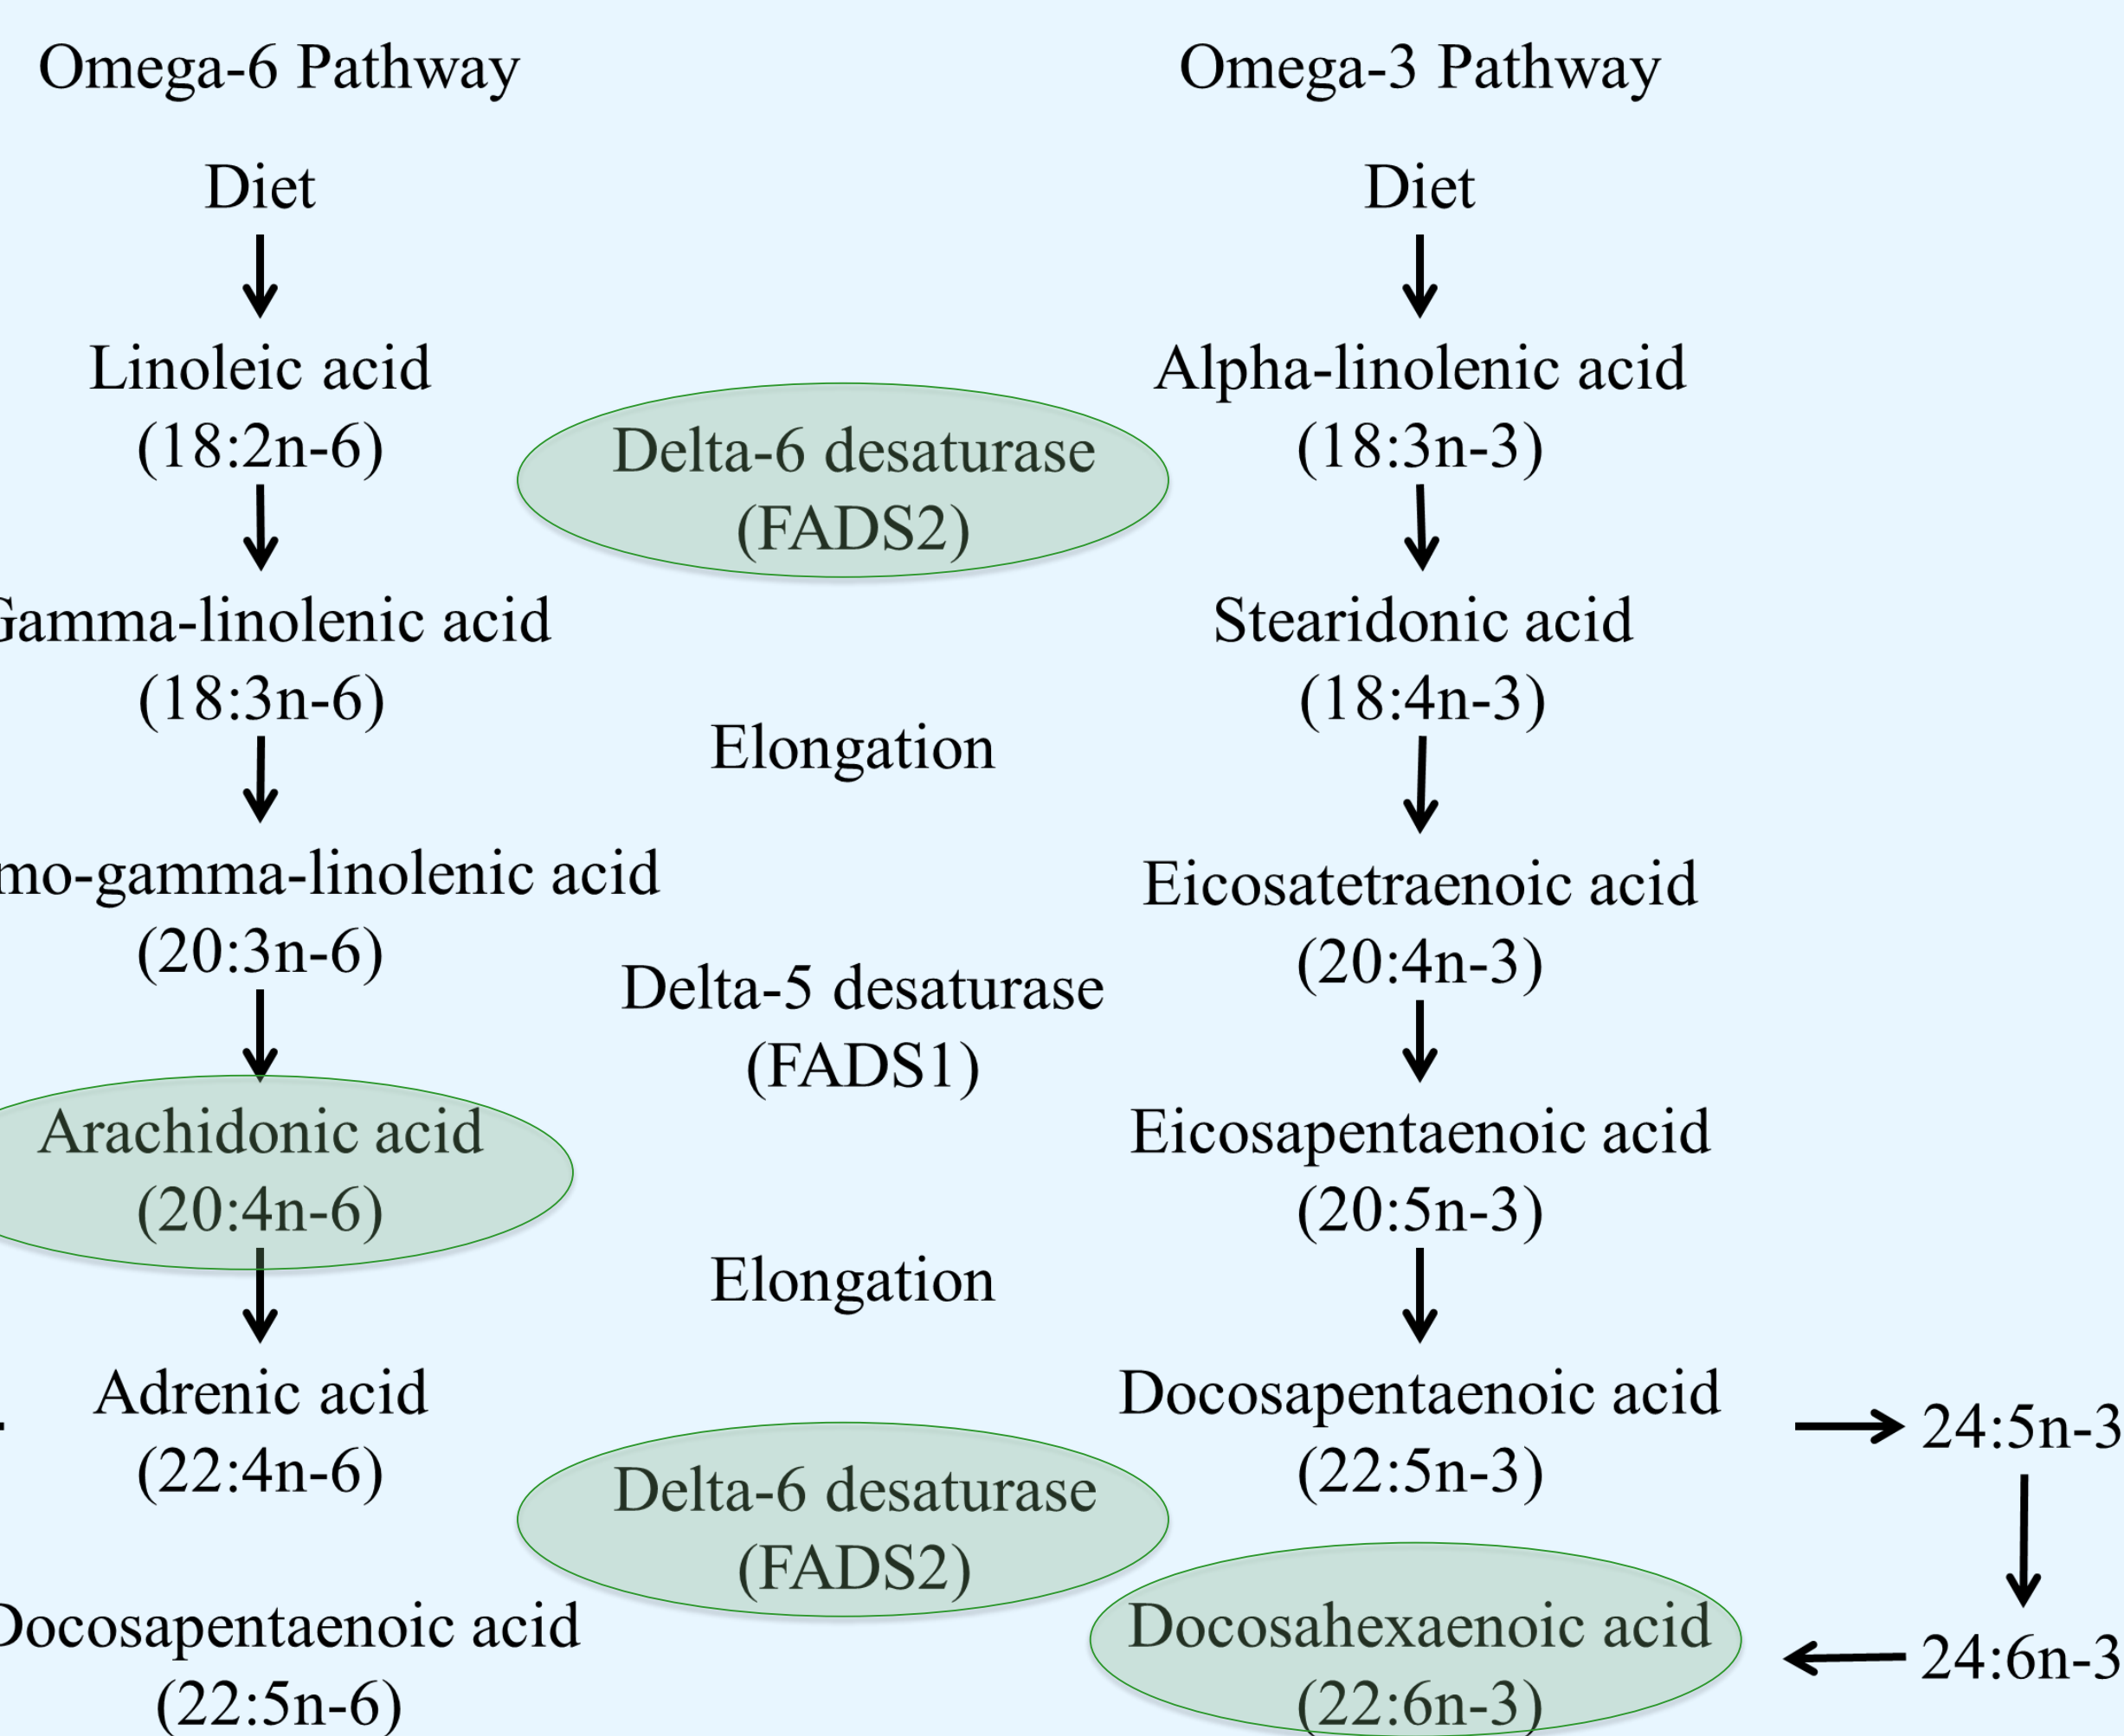 Omega-6 Pathway
Diet
Linoleic acid
(18:2n-6)
Gamma-linolenic acid
(18:3n-6)
mo-gamma-linolenic acid
(20:3n-6)
Arachidonic acid
(20:4n-6)
Adrenic acid
(22:4n-6)
Docosapentaenoic acid
(22:5n-6)
Delta-6 desaturase
(FADS2)
Elongation
Delta-5 desaturase
(FADS1)
Elongation
Delta-6 desaturase
(FADS2)
Omega-3 Pathway
Diet
Alpha-linolenic acid
(18:3n-3)
Stearidonic acid
(18:4n-3)
Eicosatetraenoic acid
(20:4n-3)
Eicosapentaenoic acid
(20:5n-3)
Docosapentaenoic acid
(22:5n-3)
Docosahexaenoic acid
(22:6n-3)
24:5n-3
24:6n-3